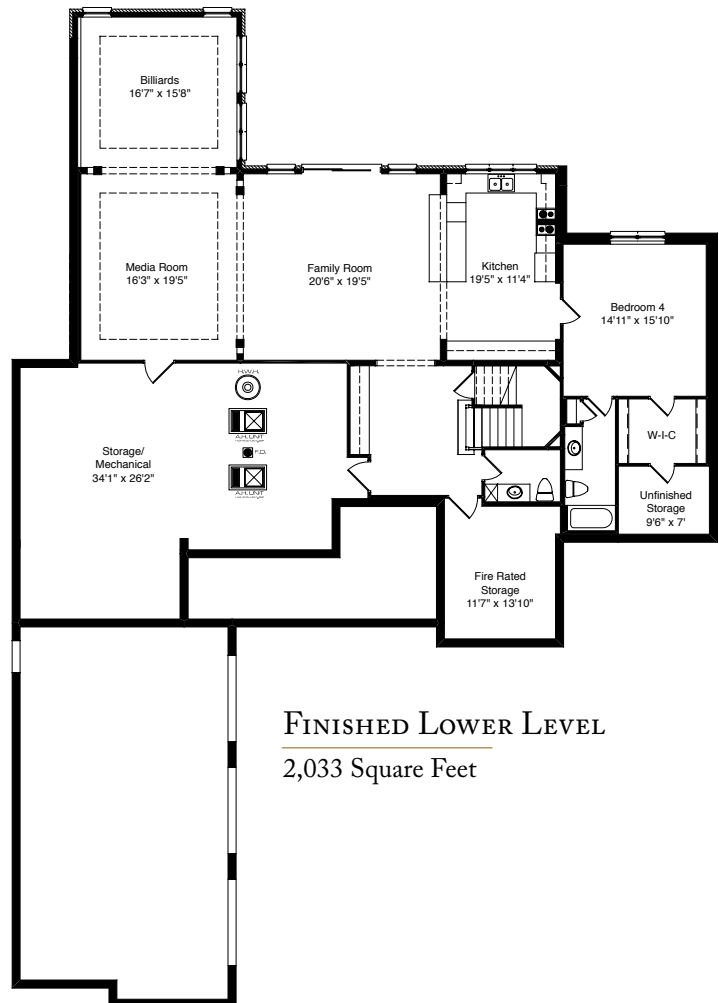 Billiards
16'7" x 15'8"
Media Room
16'3" x 19'5"
Family Room
20'6" x 19'5"
Kitchen
19'5" x 11'4"
Bedroom 4
14'11" x 15'10"
H.W.H.
A.H. UNIT
F.D.
A.H. UNIT
Storage/
Mechanical
34'1" x 26'2"
W-I-C
Unfinished
Storage
9'6" x 7'
Fire Rated
Storage
11'7" x 13'10"
Finished Lower Level
2,033 Square Feet